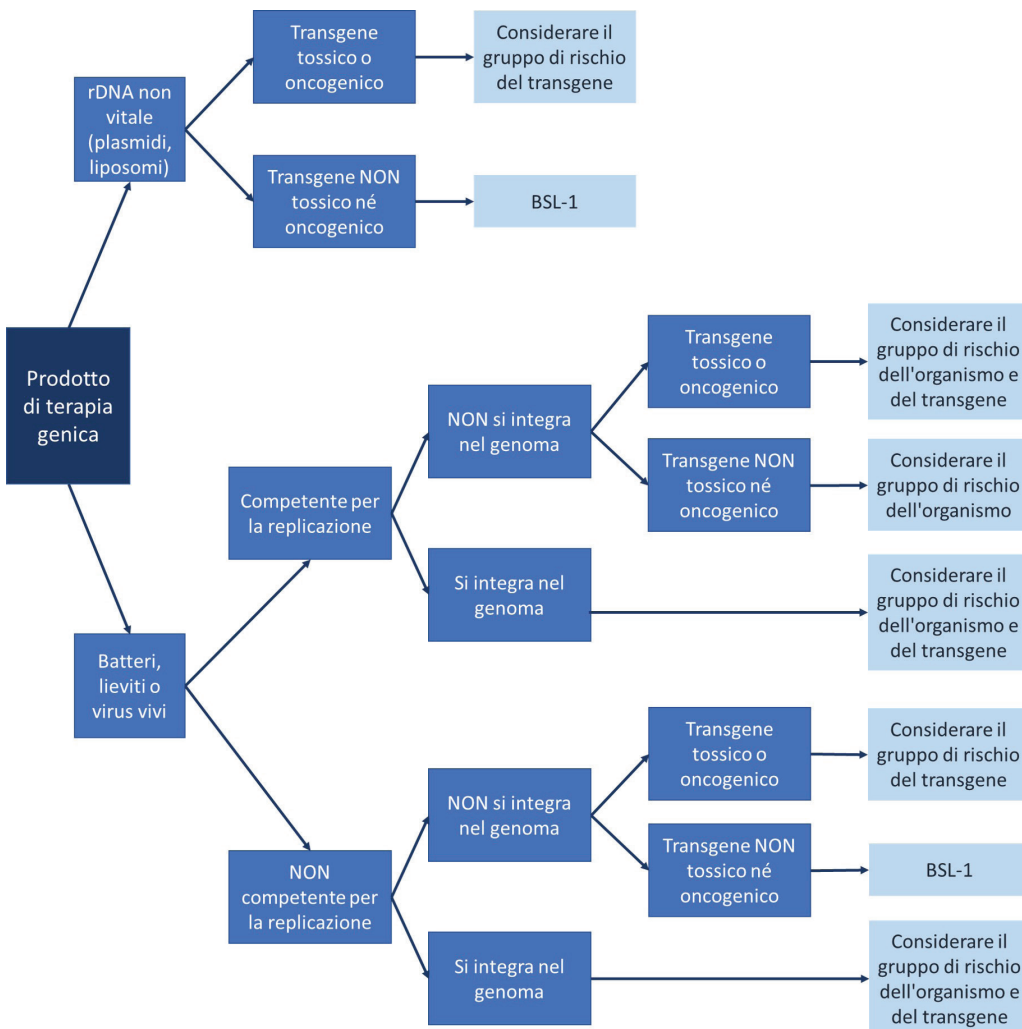 Prodotto
di terapia
genica
rDNA non
vitale
(plasmidi,
liposomi)
Transgene
tossico o
oncogenico
Considerare il
gruppo di rischio
del transgene
Transgene NON
tossico né
oncogenico
BSL-1
Batteri,
lieviti o
virus vivi
Competente per
la replicazione
NON si integra
nel genoma
Transgene
tossico o
oncogenico
Considerare il
gruppo di rischio
dell'organismo e
del transgene
Transgene NON
tossico né
oncogenico
Considerare il
gruppo di rischio
dell'organismo
Si integra nel
genoma
Considerare il
gruppo di rischio
dell'organismo e
del transgene
NON
competente per
la replicazione
NON si integra
nel genoma
Transgene
tossico o
oncogenico
Considerare il
gruppo di rischio
del transgene
Transgene NON
tossico né
oncogenico
BSL-1
Si integra nel
genoma
Considerare il
gruppo di rischio
dell'organismo e
del transgene